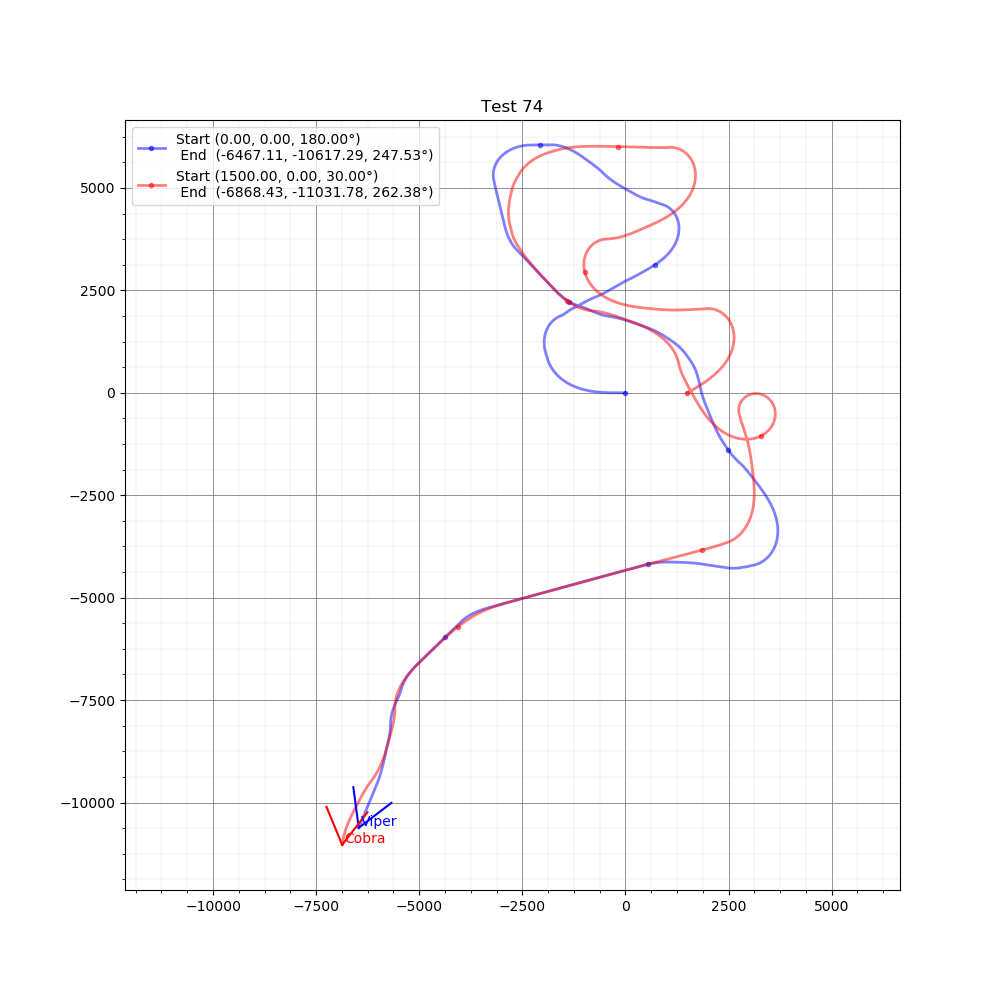 Test 74
Start (0.00, 0.00, 180.00°)
End  (-6467.11, -10617.29, 247.53°)
Start (1500.00, 0.00, 30.00°)
End  (-6868.43, -11031.78, 262.38°)
5000
2500
0
−2500
−5000
−7500
−10000
Viper
Cobra
−10000 −7500 −5000 −2500 0 2500 5000